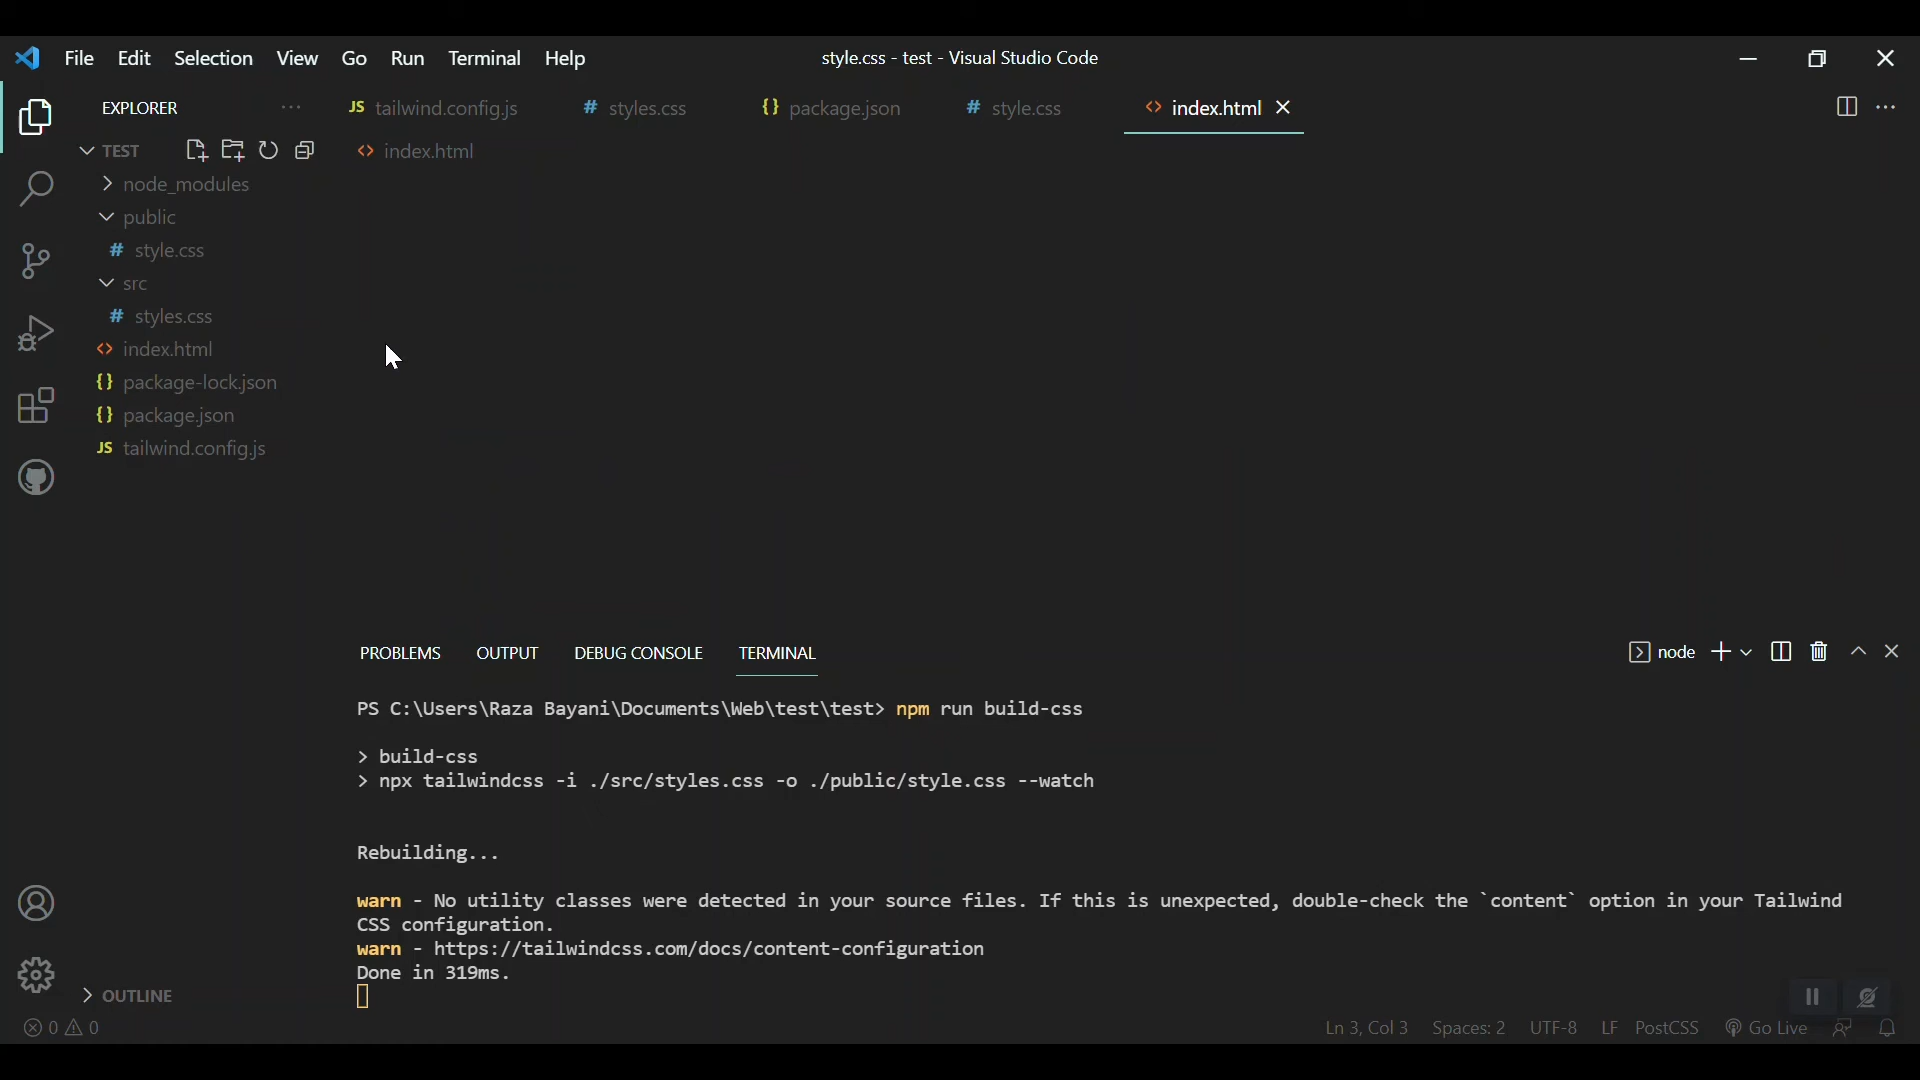 File Edit Selection View Go Run Terminal Help
style.css - test - Visual Studio Code
EXPLORER
JS tailwind.config.js
# styles.css
{} package.json
# style.css
<> index.html
TEST
<> index.html
node_modules
public
# style.css
src
# styles.css
<> index.html
{} package-lock.json
{} package.json
JS tailwind.config.js
PROBLEMS OUTPUT DEBUG CONSOLE TERMINAL
node
PS C:\Users\Raza Bayani\Documents\Web\test\test> npm run build-css
> build-css
> npx tailwindcss -i ./src/styles.css -o ./public/style.css --watch
Rebuilding...
warn - No utility classes were detected in your source files. If this is unexpected, double-check the `content` option in your Tailwind
CSS configuration.
warn - https://tailwindcss.com/docs/content-configuration
Done in 319ms.
OUTLINE
0 0
Ln 3, Col 3 Spaces: 2 UTF-8 LF PostCSS Go Live